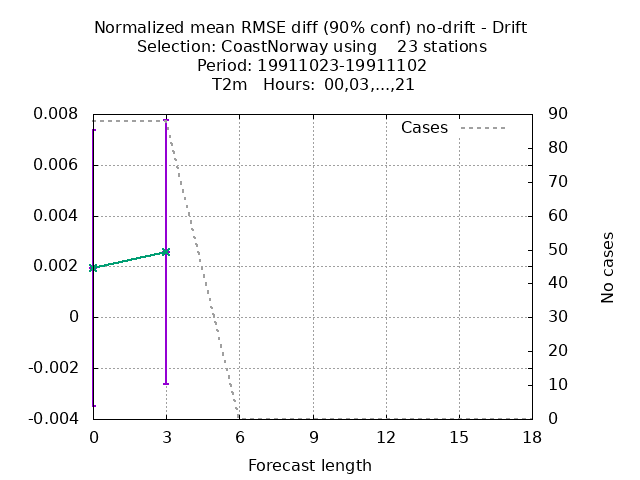 Normalized mean RMSE diff (90% conf) no-drift - Drift
Selection: CoastNorway using    23 stations
Period: 19911023-19911102
T2m   Hours:  00,03,...,21
Cases
0.008
0.006
0.004
0.002
0
-0.002
-0.004
90
80
70
60
50
40
30
20
10
0
No cases
0 3 6 9 12 15 18
Forecast length